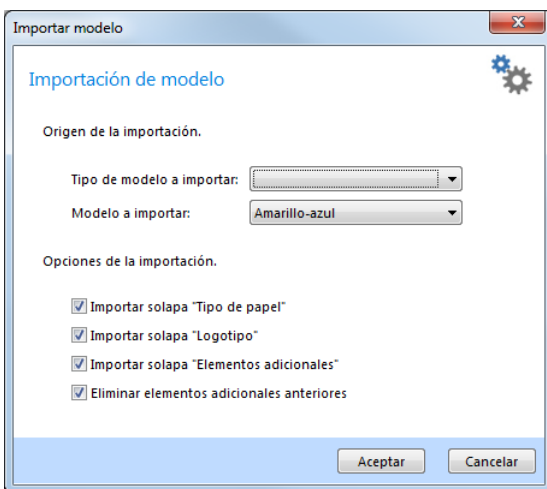 Importar modelo
Importación de modelo
Origen de la importación.
Tipo de modelo a importar:
Modelo a importar: Amarillo-azul
Opciones de la importación.
Importar solapa "Tipo de papel"
Importar solapa "Logotipo"
Importar solapa "Elementos adicionales"
Eliminar elementos adicionales anteriores
Aceptar Cancelar